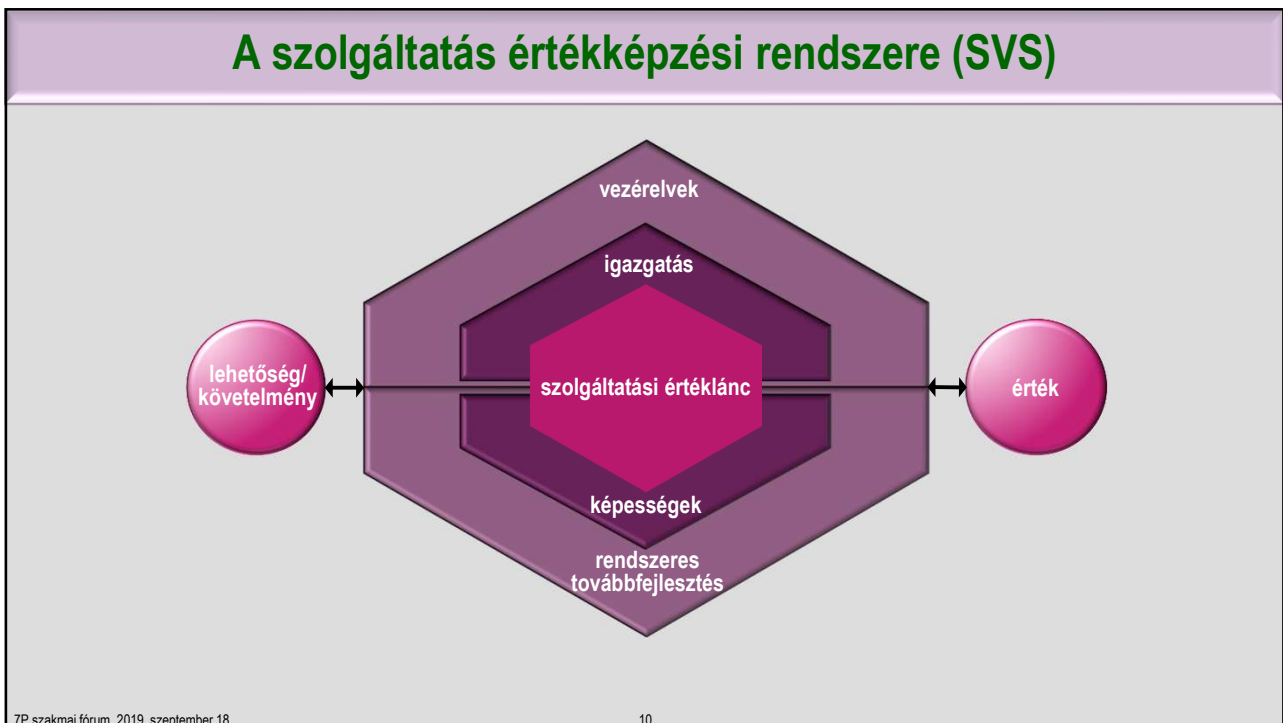 A szolgáltatás értékképzési rendszere (SVS)
vezérelvek
igazgatás
lehetőség/
követelmény
szolgáltatási értéklánc
érték
képességek
rendszeres
továbbfejlesztés
7P szakmai fórum, 2019. szeptember 18.
10